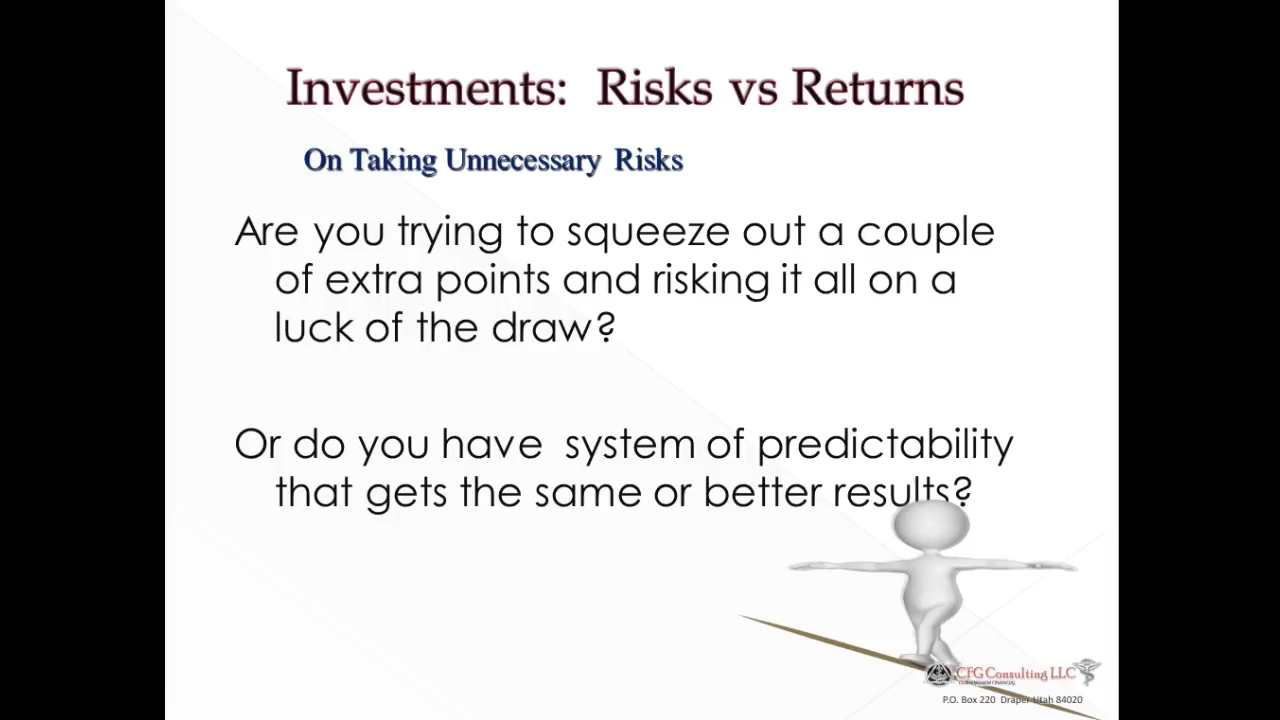 Investments: Risks vs Returns
On Taking Unnecessary Risks
Are you trying to squeeze out a couple
of extra points and risking it all on a
luck of the draw?
Or do you have system of predictability
that gets the same or better results?
CFG Consulting LLC
P.O. Box 220 Draper Utah 84020